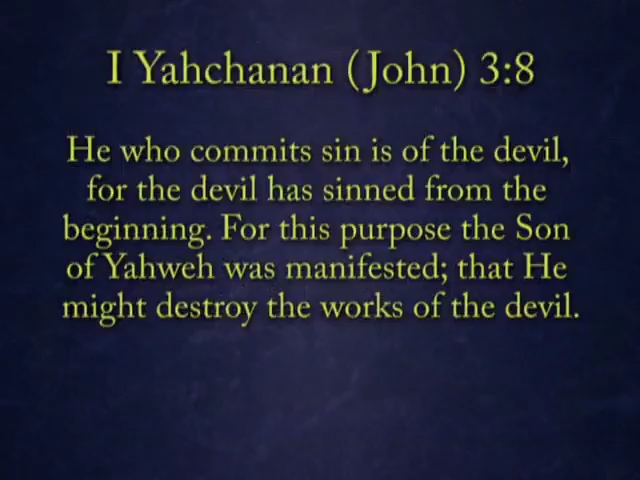 I Yahchanan (John) 3:8
He who commits sin is of the devil,
for the devil has sinned from the
beginning. For this purpose the Son
of Yahweh was manifested; that He
might destroy the works of the devil.